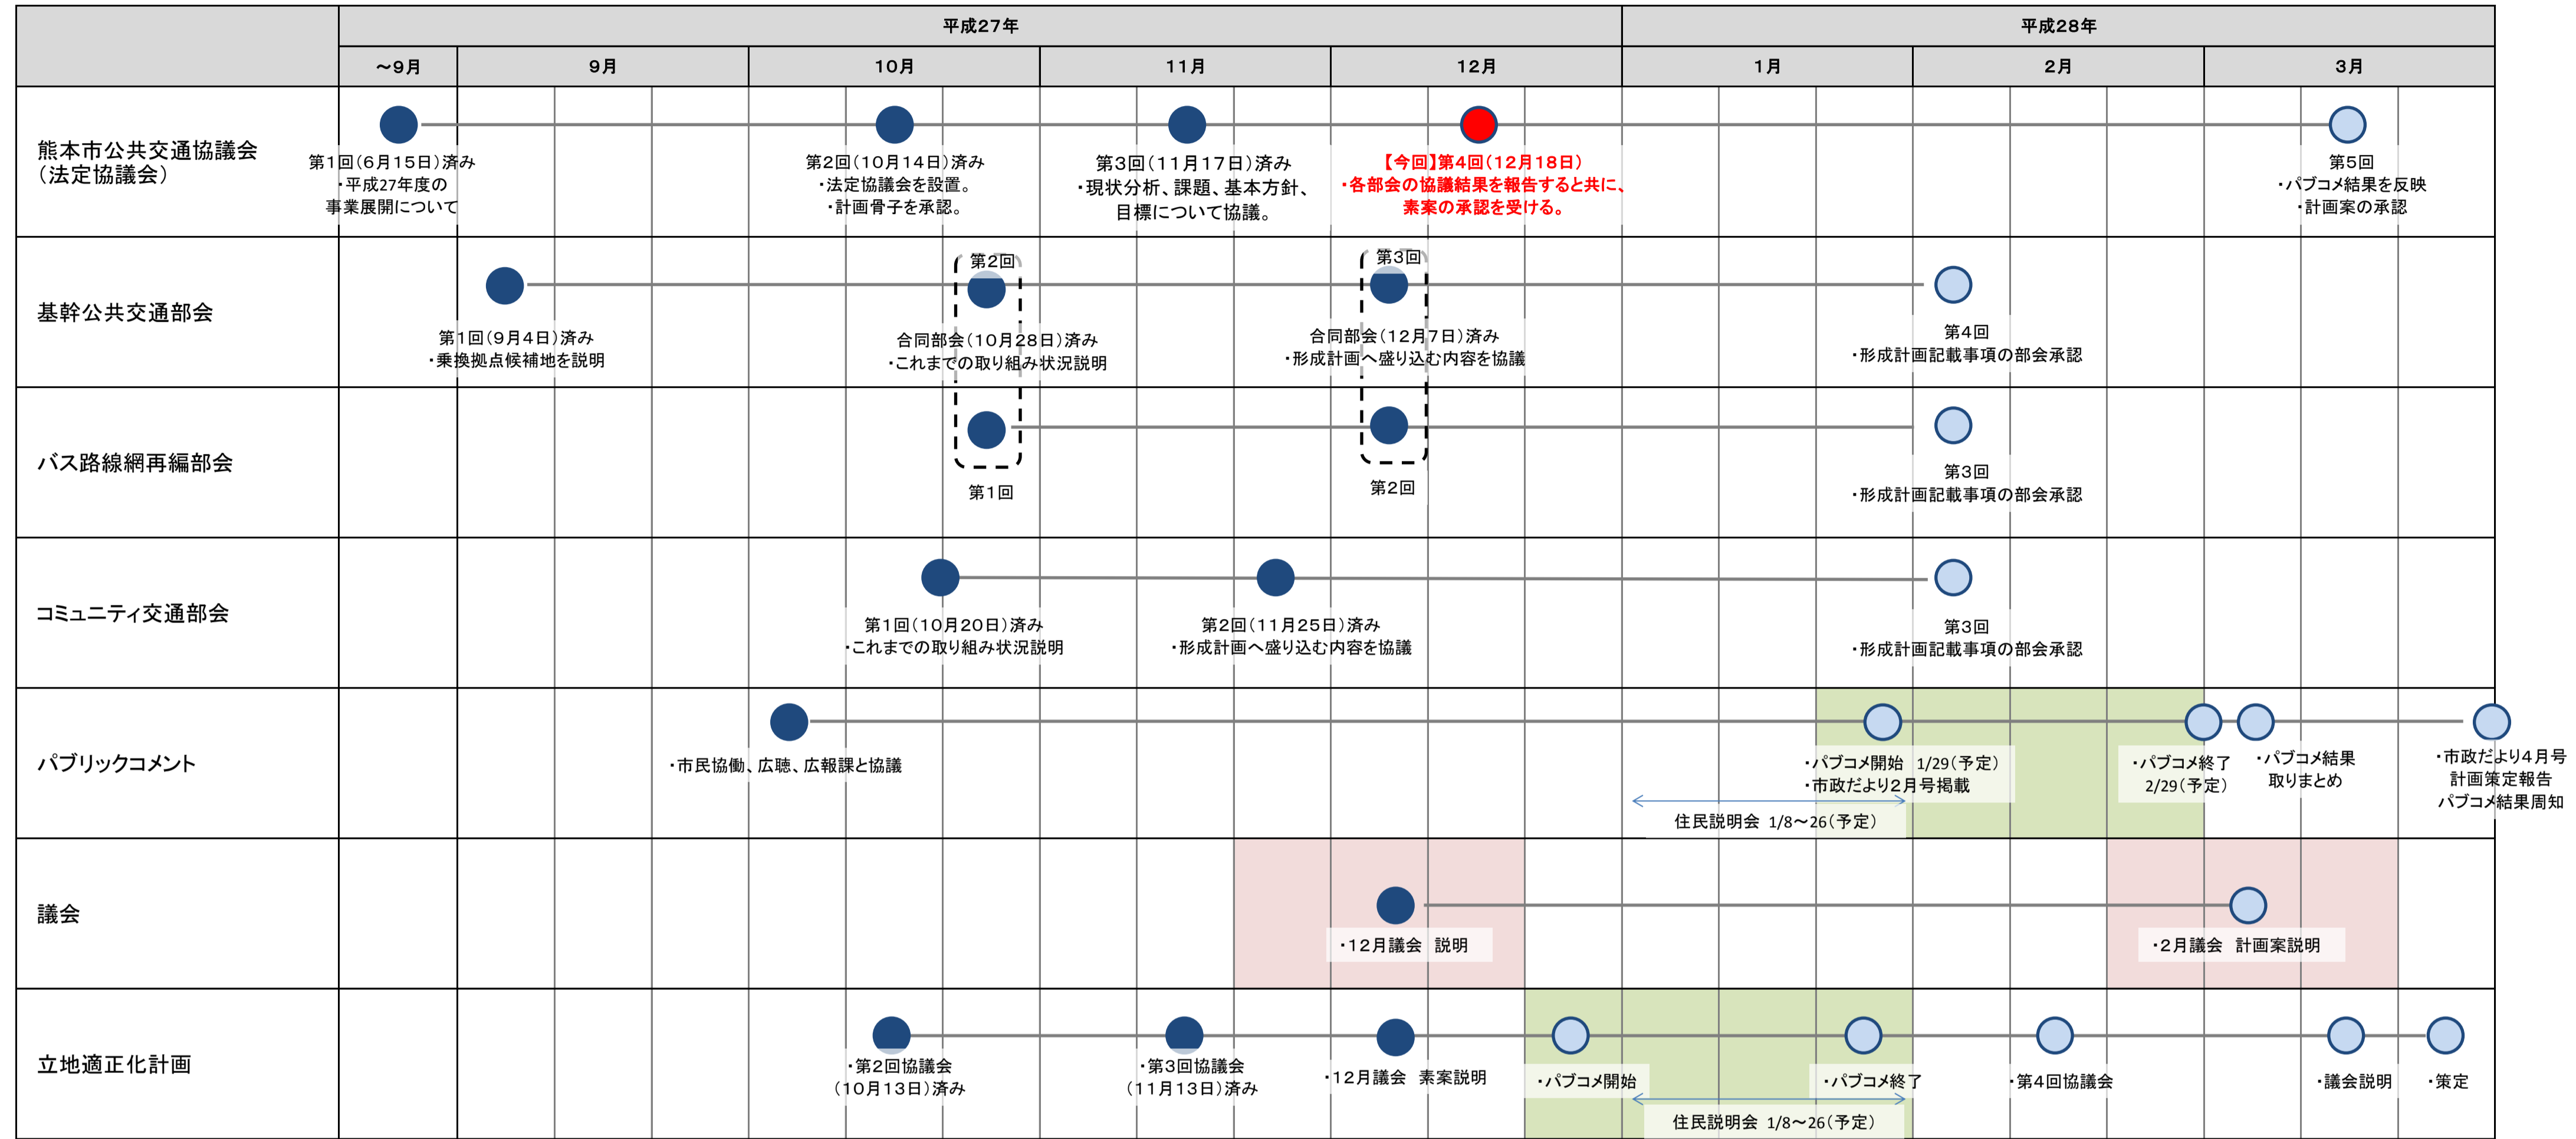 平成27年
平成28年
～9月
9月
10月
11月
12月
1月
2月
3月
熊本市公共交通協議会
（法定協議会）
第1回（6月15日）済み
・平成27年度の
事業展開について
第2回（10月14日）済み
・法定協議会を設置。
・計画骨子を承認。
第3回（11月17日）済み
・現状分析、課題、基本方針、
目標について協議。
【今回】第4回（12月18日）
・各部会の協議結果を報告すると共に、
素案の承認を受ける。
第5回
・パブコメ結果を反映
・計画案の承認
基幹公共交通部会
第1回（9月4日）済み
・乗換拠点候補地を説明
第2回
合同部会（10月28日）済み
・これまでの取り組み状況説明
第3回
合同部会（12月7日）済み
・形成計画へ盛り込む内容を協議
第4回
・形成計画記載事項の部会承認
バス路線網再編部会
第1回
第2回
第3回
・形成計画記載事項の部会承認
コミュニティ交通部会
第1回（10月20日）済み
・これまでの取り組み状況説明
第2回（11月25日）済み
・形成計画へ盛り込む内容を協議
第3回
・形成計画記載事項の部会承認
パブリックコメント
・市民協働、広聴、広報課と協議
・パブコメ開始 1/29（予定）
・市政だより2月号掲載
住民説明会 1/8～26（予定）
・パブコメ終了
2/29（予定）
・パブコメ結果
取りまとめ
・市政だより4月号
計画策定報告
パブコメ結果周知
議会
・12月議会 説明
・2月議会 計画案説明
立地適正化計画
・第2回協議会
（10月13日）済み
・第3回協議会
（11月13日）済み
・12月議会 素案説明
・パブコメ開始
・パブコメ終了
住民説明会 1/8～26（予定）
・第4回協議会
・議会説明
・策定